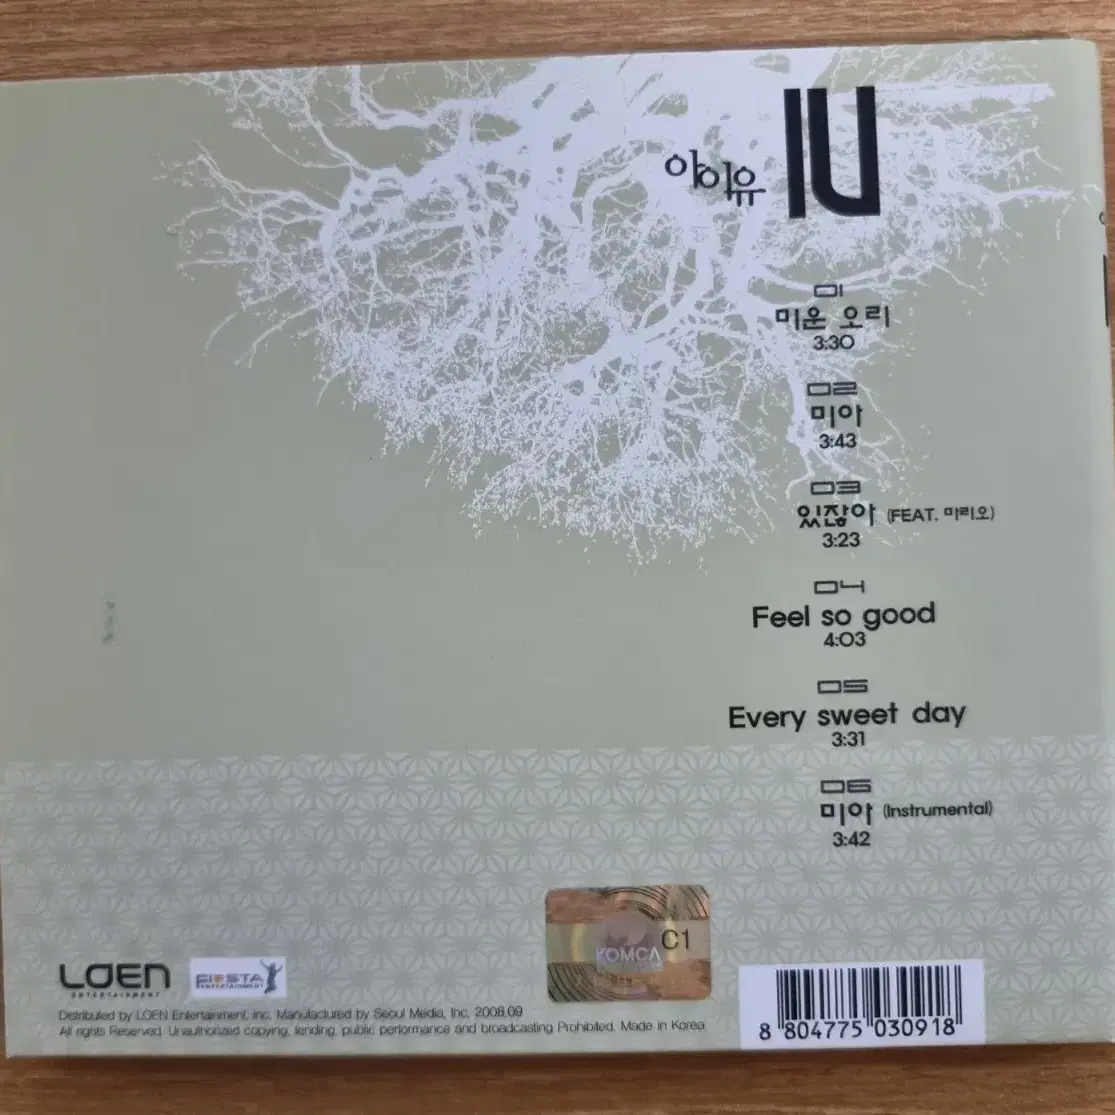 아이유 IU
01
미운 오리
3:30
02
미아
3:43
03
있잖아 (FEAT. 마리오)
3:23
04
Feel so good
4:03
05
Every sweet day
3:31
06
미아 (Instrumental)
3:42
KOMCA C1
LOEN
ENTERTAINMENT
FIESTA
ENTERTAINMENT
Distributed by LOEN Entertainment, inc. Manufactured by Seoul Media, Inc, 2008.09
All rights Reserved. Unauthorized copying, lending, public performance and broadcasting Prohibited. Made in Korea
8 804775 030918